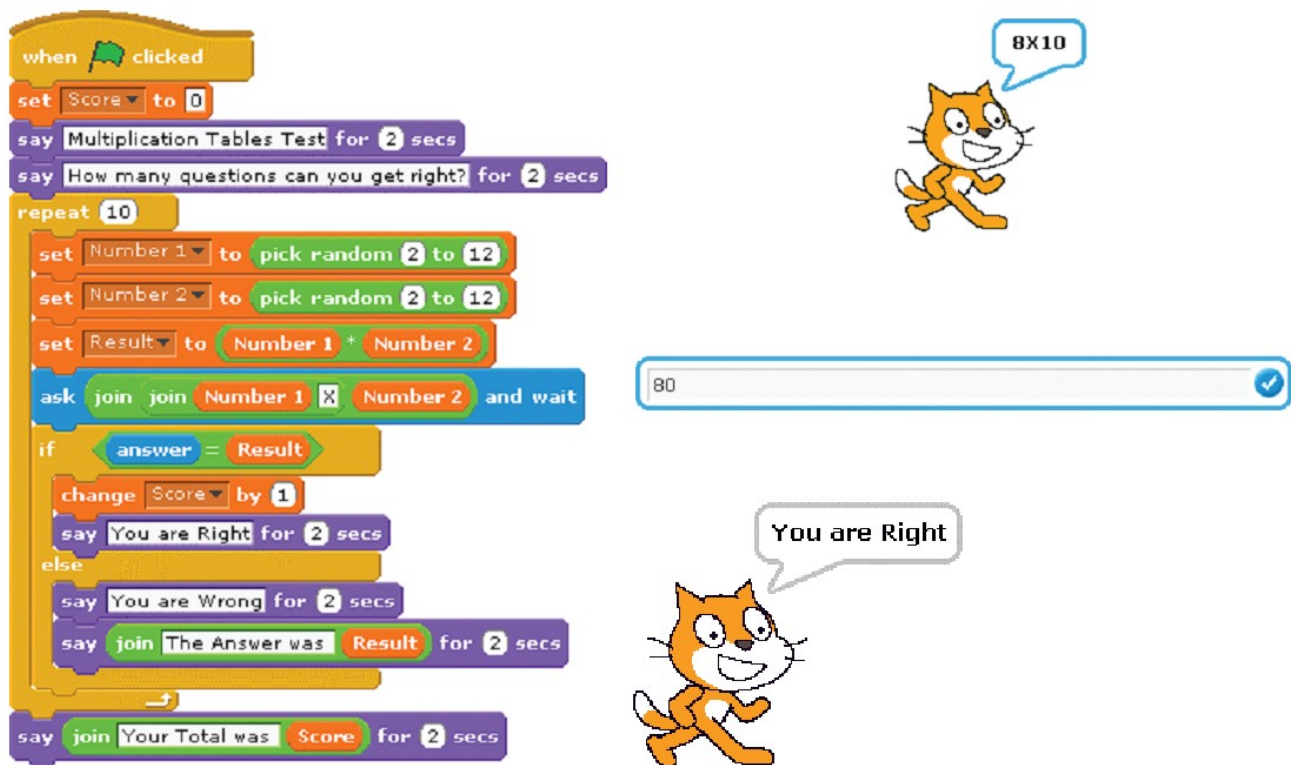 when clicked
set Score to 0
say Multiplication Tables Test for 2 secs
say How many questions can you get right? for 2 secs
repeat 10
set Number 1 to pick random 2 to 12
set Number 2 to pick random 2 to 12
set Result to Number 1 * Number 2
ask join join Number 1 X Number 2 and wait
if answer = Result
change Score by 1
say You are Right for 2 secs
else
say You are Wrong for 2 secs
say join The Answer was Result for 2 secs
say join Your Total was Score for 2 secs
8X10
80
You are Right